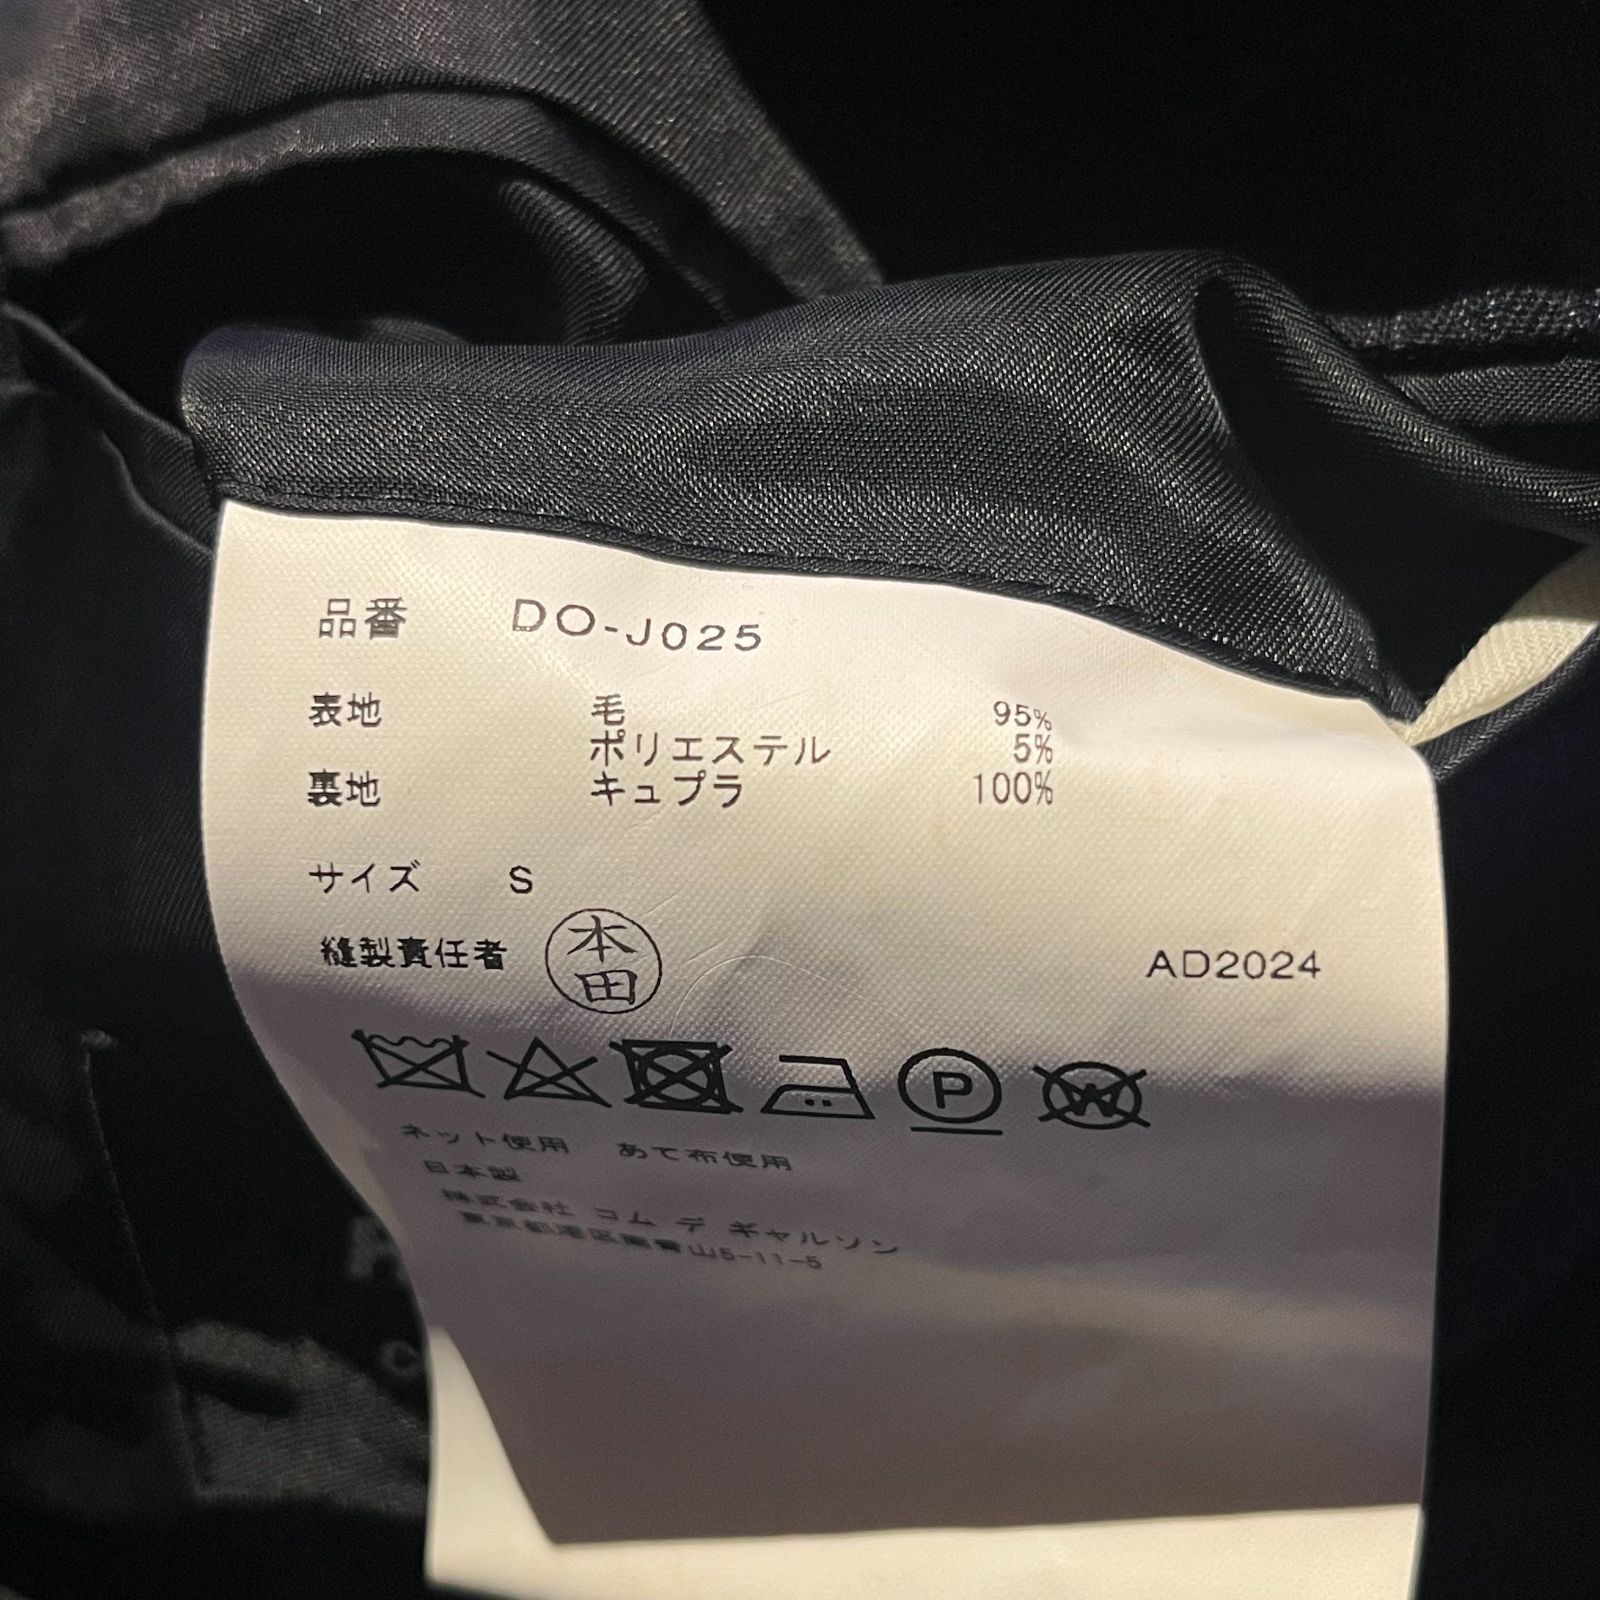 品番 DO-J025
表地 毛 95%
ポリエステル 5%
裏地 キュプラ 100%
サイズ S
縫製責任者 本田 AD2024
P W
ネット使用 あて布使用
日本製
株式会社 コム デ ギャルソン
東京都港区南青山5-11-5